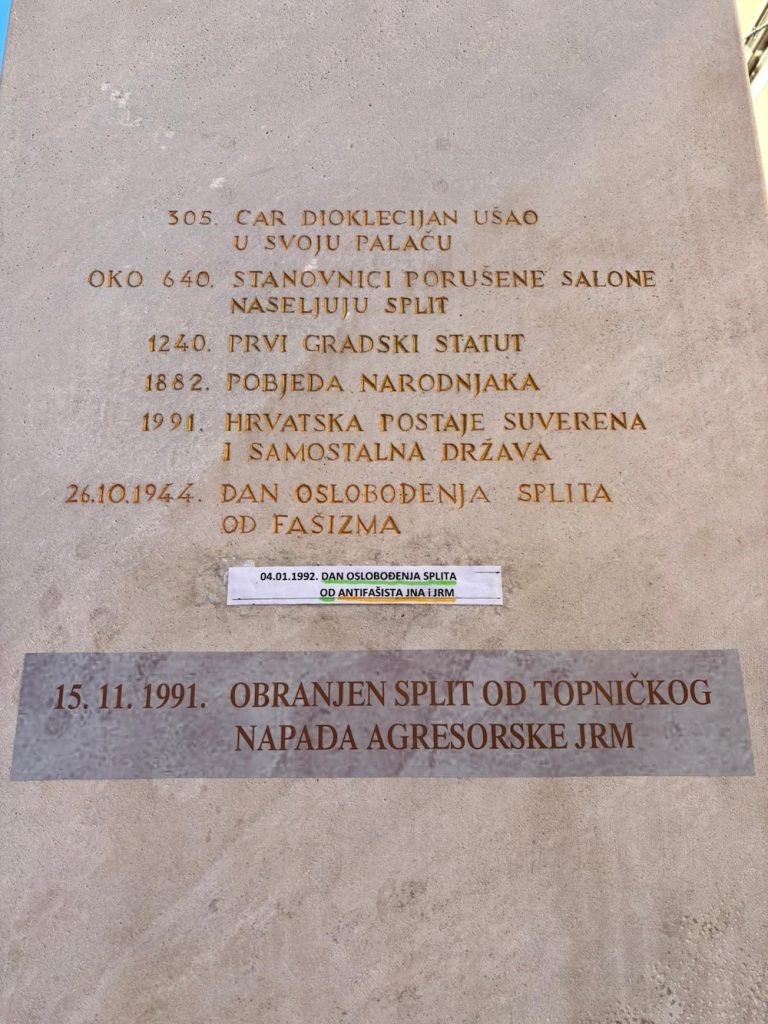 305. CAR DIOKLECIJAN UŠAO
U SVOJU PALAČU
OKO 640. STANOVNICI PORUŠENE SALONE
NASELJUJU SPLIT
1240. PRVI GRADSKI STATUT
1882. POBJEDA NARODNJAKA
1991. HRVATSKA POSTAJE SUVERENA
I SAMOSTALNA DRŽAVA
26.10.1944. DAN OSLOBOĐENJA SPLITA
OD FAŠIZMA
04.01.1992. DAN OSLOBOĐENJA SPLITA
OD ANTIFAŠISTA JNA i JRM
15. 11. 1991. OBRANJEN SPLIT OD TOPNIČKOG
NAPADA AGRESORSKE JRM